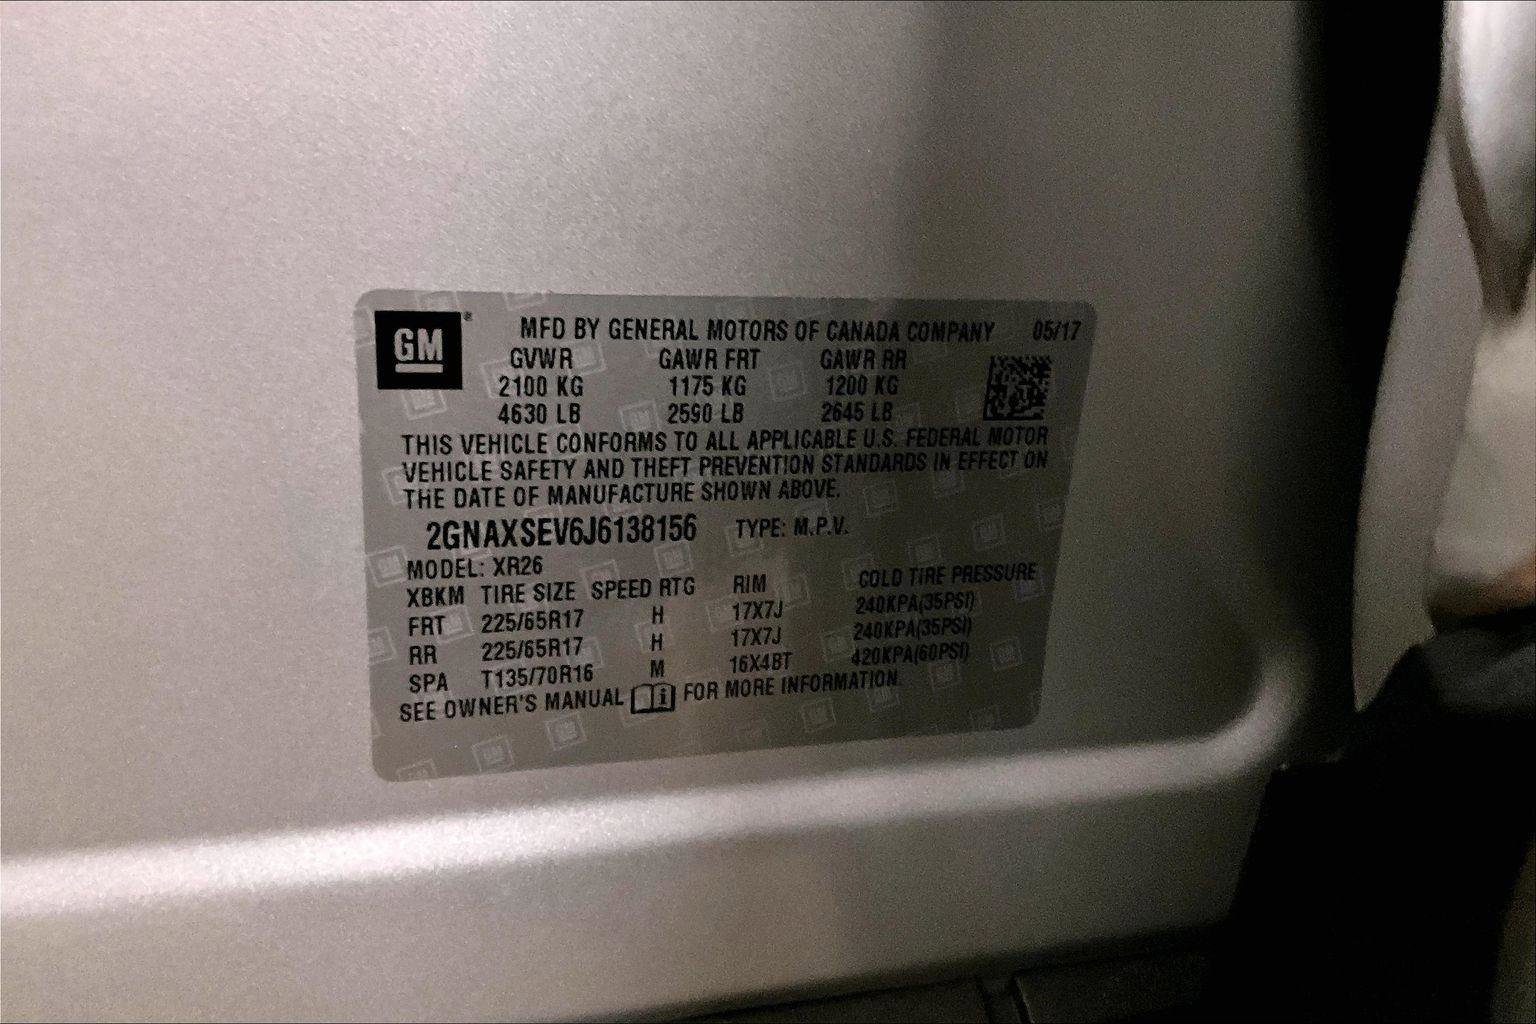 GM ® MFD BY GENERAL MOTORS OF CANADA COMPANY 05/17
GVWR GAWR FRT GAWR RR
2100 KG 1175 KG 1200 KG
4630 LB 2590 LB 2645 LB
THIS VEHICLE CONFORMS TO ALL APPLICABLE U.S. FEDERAL MOTOR
VEHICLE SAFETY AND THEFT PREVENTION STANDARDS IN EFFECT ON
THE DATE OF MANUFACTURE SHOWN ABOVE.
2GNAXSEV6J6138156 TYPE: M.P.V.
MODEL: XR26
XBKM TIRE SIZE SPEED RTG RIM COLD TIRE PRESSURE
FRT 225/65R17 H 17X7J 240KPA(35PSI)
RR 225/65R17 H 17X7J 240KPA(35PSI)
SPA T135/70R16 M 16X4BT 420KPA(60PSI)
SEE OWNER'S MANUAL i FOR MORE INFORMATION.